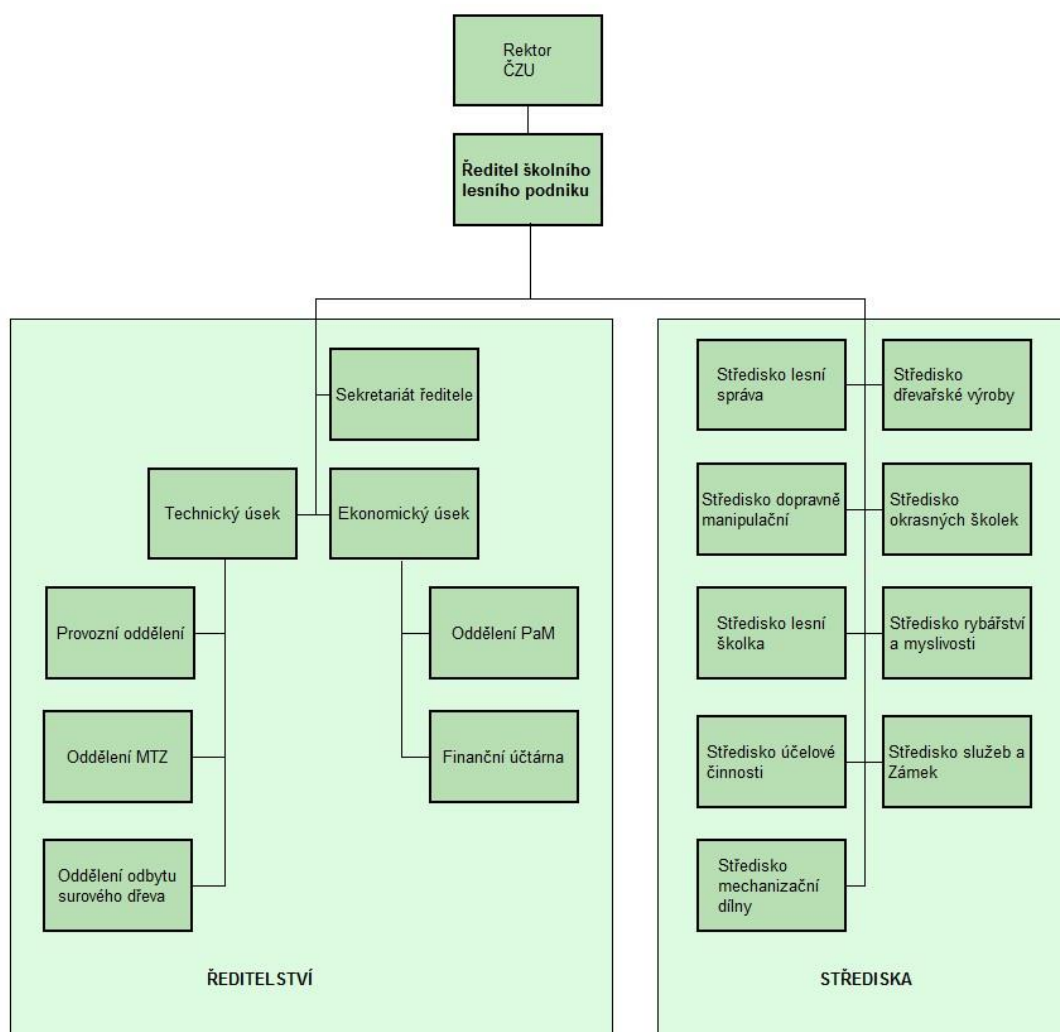 Rektor
ČZU
Ředitel školního
lesního podniku
Sekretariát ředitele
Technický úsek
Ekonomický úsek
Provozní oddělení
Oddělení PaM
Oddělení MTZ
Finanční účtárna
Oddělení odbytu
surového dřeva
ŘEDITELSTVÍ
Středisko lesní
správa
Středisko
dřevařské výroby
Středisko dopravně
manipulační
Středisko
okrasných školek
Středisko lesní
školka
Středisko rybářství
a myslivosti
Středisko účelové
činnosti
Středisko služeb a
Zámek
Středisko
mechanizační
dílny
STŘEDISKA